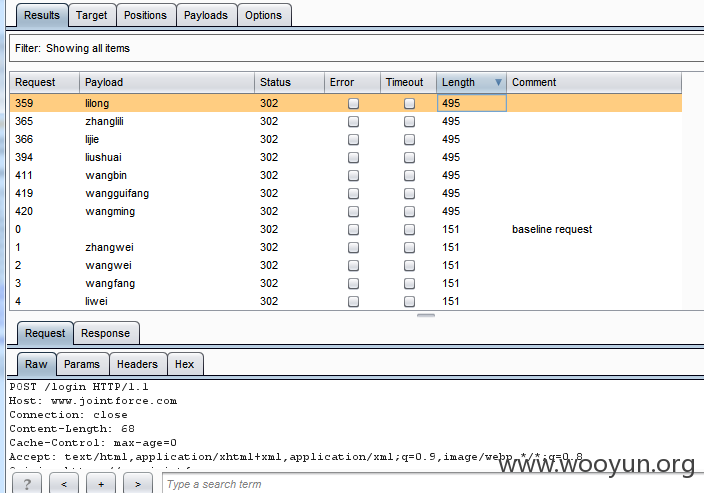 Results Target Positions Payloads Options
Filter: Showing all items
Request Payload Status Error Timeout Length Comment
359 lilong 302 495
365 zhanglili 302 495
366 lijie 302 495
394 liushuai 302 495
411 wangbin 302 495
419 wangguifang 302 495
420 wangming 302 495
0 302 151 baseline request
1 zhangwei 302 151
2 wangwei 302 151
3 wangfang 302 151
4 liwei 302 151
Request Response
Raw Params Headers Hex
POST /login HTTP/1.1
Host: www.jointforce.com
Connection: close
Content-Length: 68
Cache-Control: max-age=0
Accept: text/html,application/xhtml+xml,application/xml;q=0.9,image/webp,*/*;q=0.8
www.wooyun.org
? < + > Type a search term